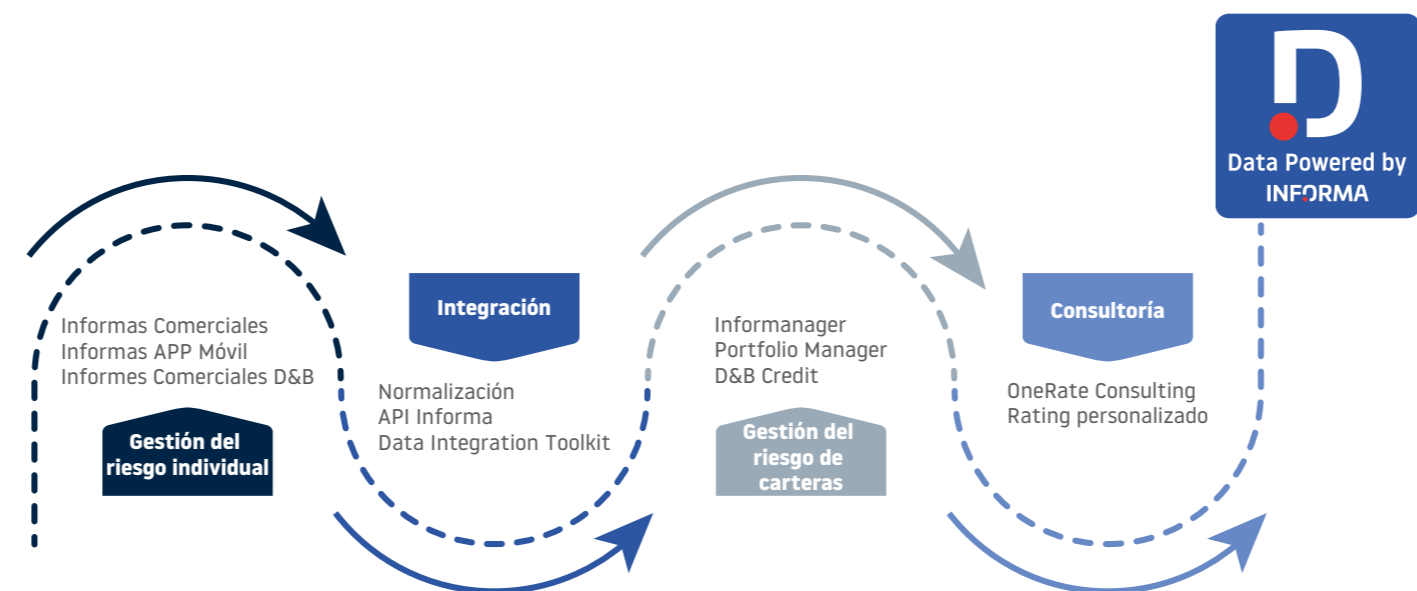 Data Powered by
INFORMA
Informas Comerciales
Informas APP Móvil
Informes Comerciales D&B
Gestión del
riesgo individual
Integración
Normalización
API Informa
Data Integration Toolkit
Informanager
Portfolio Manager
D&B Credit
Gestión del
riesgo de
carteras
Consultoría
OneRate Consulting
Rating personalizado